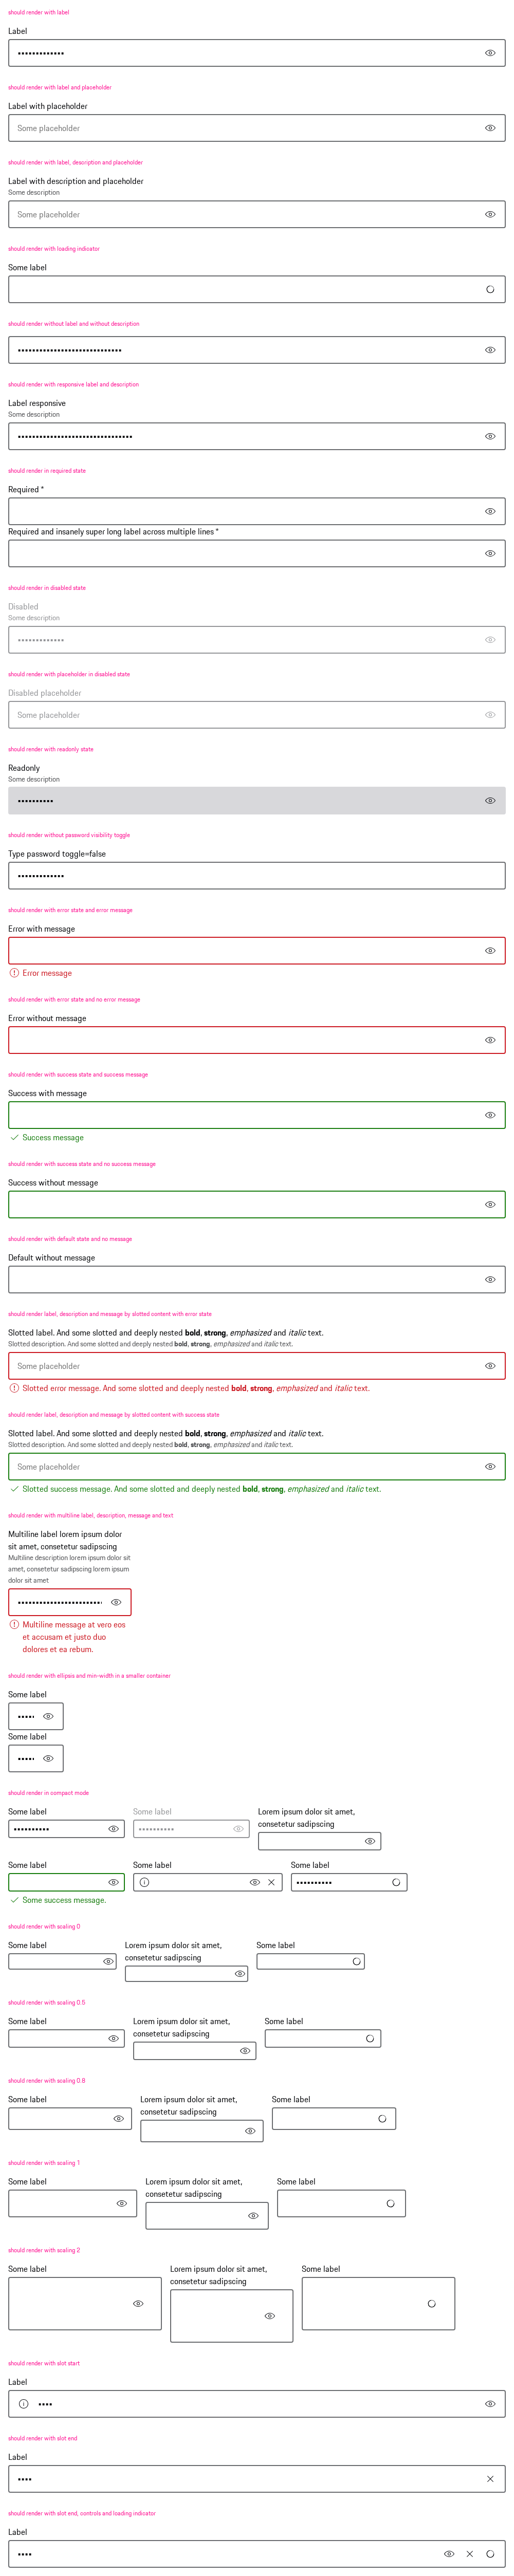 should render with label
Label
•••••••••••••
should render with label and placeholder
Label with placeholder
Some placeholder
should render with label, description and placeholder
Label with description and placeholder
Some description
Some placeholder
should render with loading indicator
Some label
should render without label and without description
•••••••••••••••••••••••••••••
should render with responsive label and description
Label responsive
Some description
••••••••••••••••••••••••••••••••
should render in required state
Required *
Required and insanely super long label across multiple lines *
should render in disabled state
Disabled
Some description
•••••••••••••
should render with placeholder in disabled state
Disabled placeholder
Some placeholder
should render with readonly state
Readonly
Some description
••••••••••
should render without password visibility toggle
Type password toggle=false
•••••••••••••
should render with error state and error message
Error with message
Error message
should render with error state and no error message
Error without message
should render with success state and success message
Success with message
Success message
should render with success state and no success message
Success without message
should render with default state and no message
Default without message
should render label, description and message by slotted content with error state
Slotted label. And some slotted and deeply nested bold, strong, emphasized and italic text.
Slotted description. And some slotted and deeply nested bold, strong, emphasized and italic text.
Some placeholder
Slotted error message. And some slotted and deeply nested bold, strong, emphasized and italic text.
should render label, description and message by slotted content with success state
Slotted label. And some slotted and deeply nested bold, strong, emphasized and italic text.
Slotted description. And some slotted and deeply nested bold, strong, emphasized and italic text.
Some placeholder
Slotted success message. And some slotted and deeply nested bold, strong, emphasized and italic text.
should render with multiline label, description, message and text
Multiline label lorem ipsum dolor
sit amet, consetetur sadipscing
Multiline description lorem ipsum dolor sit
amet, consetetur sadipscing lorem ipsum
dolor sit amet
•••••••••••••••••••••••
Multiline message at vero eos
et accusam et justo duo
dolores et ea rebum.
should render with ellipsis and min-width in a smaller container
Some label
•••••
Some label
•••••
should render in compact mode
Some label
••••••••••
Some label
••••••••••
Lorem ipsum dolor sit amet,
consetetur sadipscing
Some label
Some success message.
Some label
Some label
••••••••••
should render with scaling 0
Some label
Lorem ipsum dolor sit amet,
consetetur sadipscing
Some label
should render with scaling 0.5
Some label
Lorem ipsum dolor sit amet,
consetetur sadipscing
Some label
should render with scaling 0.8
Some label
Lorem ipsum dolor sit amet,
consetetur sadipscing
Some label
should render with scaling 1
Some label
Lorem ipsum dolor sit amet,
consetetur sadipscing
Some label
should render with scaling 2
Some label
Lorem ipsum dolor sit amet,
consetetur sadipscing
Some label
should render with slot start
Label
••••
should render with slot end
Label
••••
should render with slot end, controls and loading indicator
Label
••••